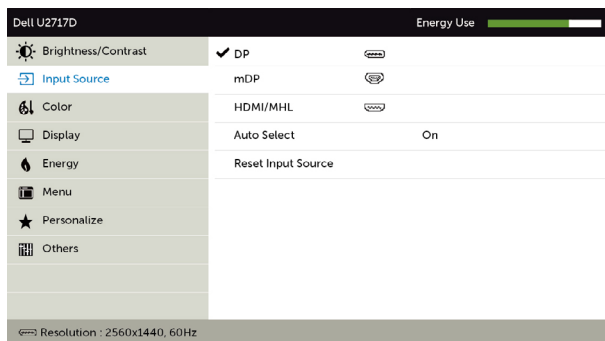 Dell U2717D Energy Use
Brightness/Contrast
DP
Input Source
mDP
Color
HDMI/MHL
Display
Auto Select On
Energy
Reset Input Source
Menu
Personalize
Others
Resolution : 2560x1440, 60Hz